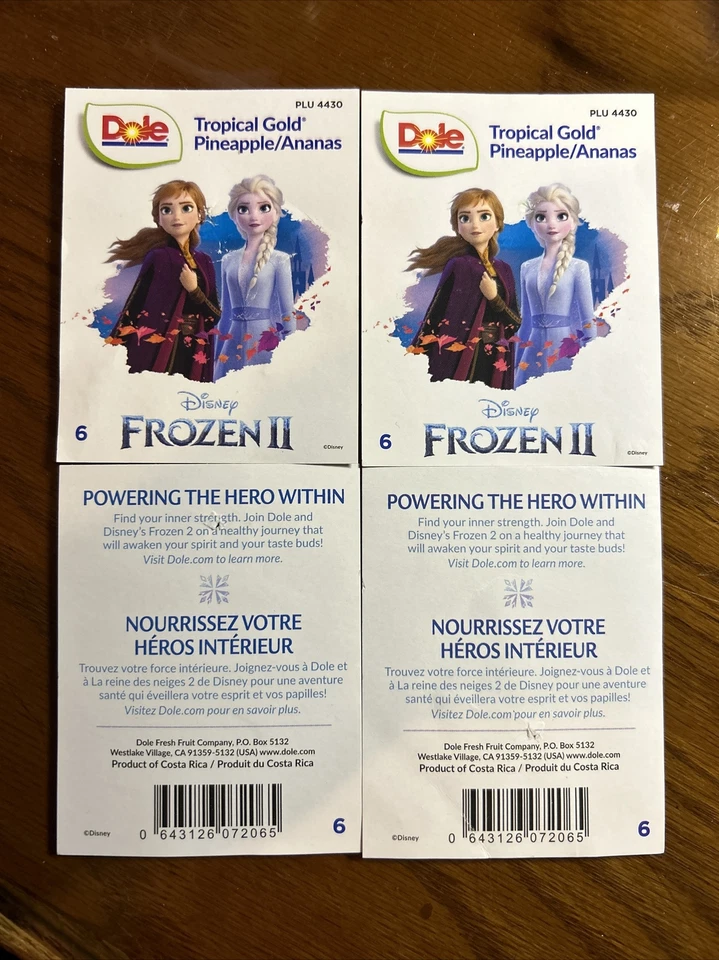 PLU 4430
Dole
Tropical Gold®
Pineapple/Ananas
Disney
FROZEN II
6
©Disney
PLU 4430
Dole
Tropical Gold®
Pineapple/Ananas
Disney
FROZEN II
6
©Disney
POWERING THE HERO WITHIN
Find your inner strength. Join Dole and
Disney's Frozen 2 on a healthy journey that
will awaken your spirit and your taste buds!
Visit Dole.com to learn more.
NOURRISSEZ VOTRE
HÉROS INTÉRIEUR
Trouvez votre force intérieure. Joignez-vous à Dole et
à La reine des neiges 2 de Disney pour une aventure
santé qui éveillera votre esprit et vos papilles!
Visitez Dole.com pour en savoir plus.
Dole Fresh Fruit Company, P.O. Box 5132
Westlake Village, CA 91359-5132 (USA) www.dole.com
Product of Costa Rica / Produit du Costa Rica
©Disney
0 643126 072065
6
POWERING THE HERO WITHIN
Find your inner strength. Join Dole and
Disney's Frozen 2 on a healthy journey that
will awaken your spirit and your taste buds!
Visit Dole.com to learn more.
NOURRISSEZ VOTRE
HÉROS INTÉRIEUR
Trouvez votre force intérieure. Joignez-vous à Dole et
à La reine des neiges 2 de Disney pour une aventure
santé qui éveillera votre esprit et vos papilles!
Visitez Dole.com pour en savoir plus.
Dole Fresh Fruit Company, P.O. Box 5132
Westlake Village, CA 91359-5132 (USA) www.dole.com
Product of Costa Rica / Produit du Costa Rica
©Disney
0 643126 072065
6